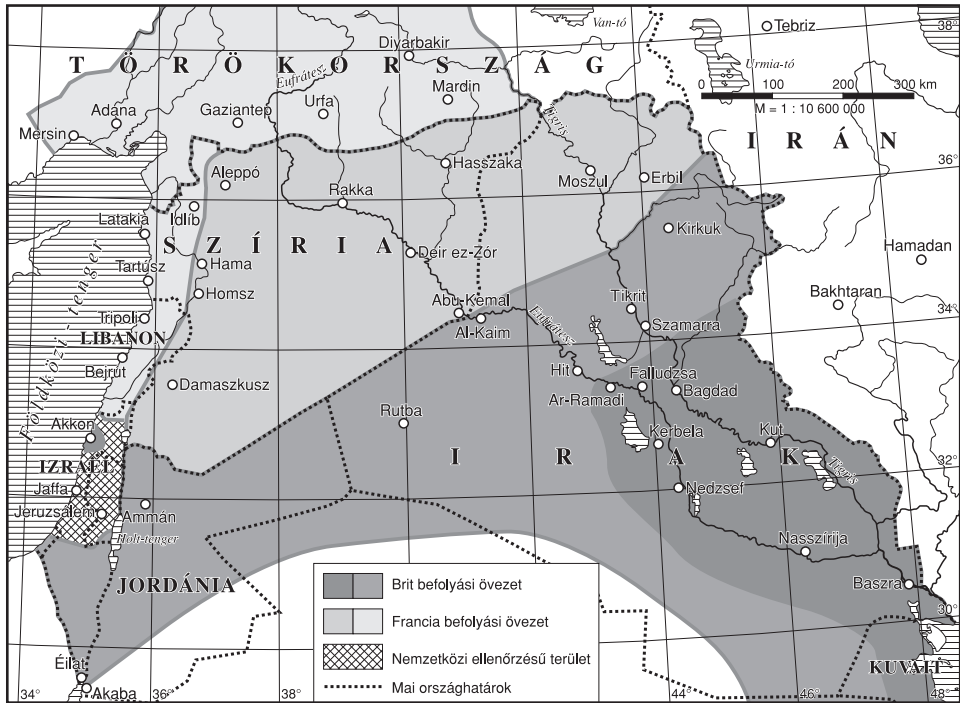 Van-tó
Tebriz
38°
Diyarbakir
T Ö R Ö K O R S Z Á G
Urmia-tó
Eufrátesz
Mardin
0 100 200 300 km
M = 1 : 10 600 000
Adana
Gaziantep
Urfa
Tigris
Mersin
I R Á N
36°
Aleppó
Hasszaka
Moszul
Erbil
Rakka
Idlíb
Latakia
Kirkuk
S Z Í R I A
Hamadan
Deir ez-Zór
Hama
Tartúsz
Homsz
Bakhtaran
Abu-Kemal
Tikrit
34°
Tripoli
Al-Kaim
Eufrátesz
Szamarra
LIBANON
Földközi-tenger
Bejrút
Hit
Falludzsa
Damaszkusz
Ar-Ramadi
Bagdad
Rutba
Akkon
Kerbela
Kut
IZRAEL
I R A K
32°
Tigris
Jaffa
Nedzsef
Jeruzsálem
Ammán
Holt-tenger
Nasszírija
JORDÁNIA
Brit befolyási övezet
Baszra
30°
Francia befolyási övezet
Nemzetközi ellenőrzésű terület
KUVAIT
Éilat
Mai országhatárok
Akaba
34°
36°
38°
44°
46°
48°